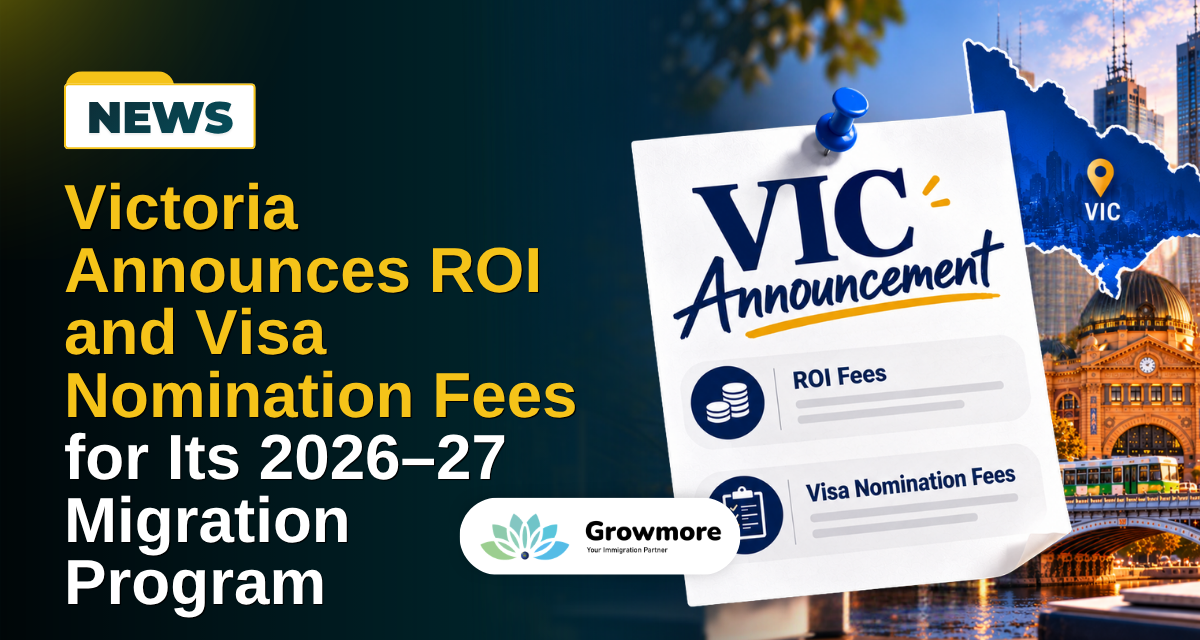 NEWS
Victoria
Announces ROI
and Visa
Nomination Fees
for Its 2026–27
Migration
Program
VIC
Announcement
ROI Fees
Visa Nomination Fees
VIC
Growmore
Your Immigration Partner